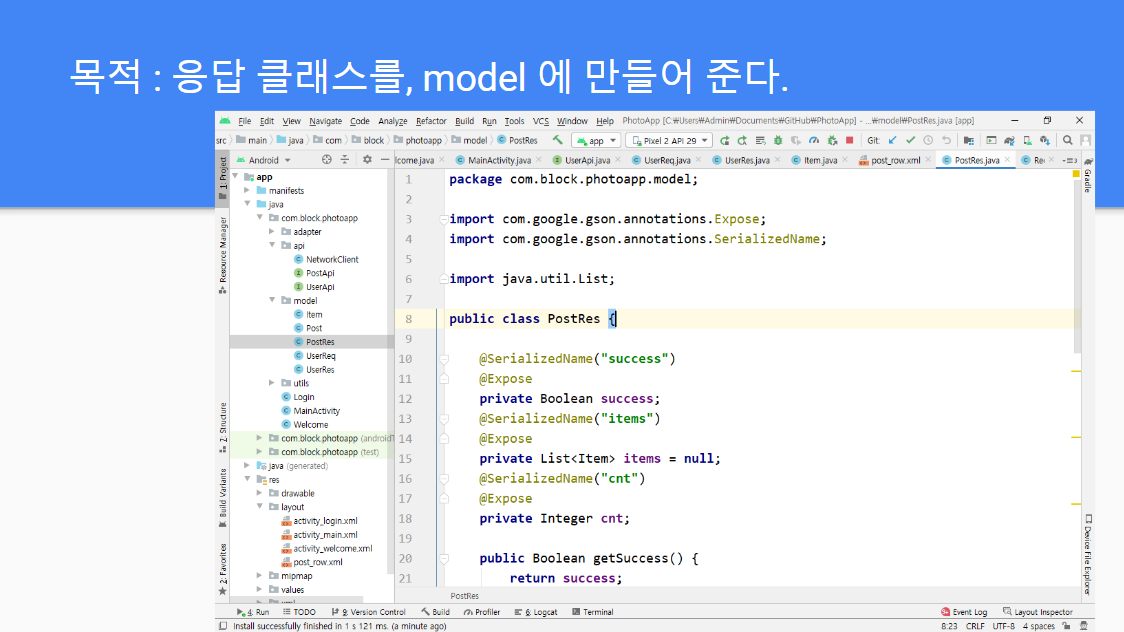 목적 : 응답 클래스를, model 에 만들어 준다.
File Edit View Navigate Code Analyze Refactor Build Run Tools VCS Window Help PhotoApp [C:₩Users₩Admin₩Documents₩GitHub₩PhotoApp] - ...₩model₩PostRes.java [app]
src main java com block photoapp model PostRes app Pixel 2 API 29 Git:
Android lcome.java MainActivity.java UserApi.java UserReq.java UserRes.java Item.java post_row.xml PostRes.java Re
1: Project
Resource Manager
Z: Structure
Build Variants
2: Favorites
app
manifests
java
com.block.photoapp
adapter
api
NetworkClient
PostApi
UserApi
model
Item
Post
PostRes
UserReq
UserRes
utils
Login
MainActivity
Welcome
com.block.photoapp (androidT
com.block.photoapp (test)
java (generated)
res
drawable
layout
activity_login.xml
activity_main.xml
activity_welcome.xml
post_row.xml
mipmap
values
1 package com.block.photoapp.model;
2
3 import com.google.gson.annotations.Expose;
4 import com.google.gson.annotations.SerializedName;
5
6 import java.util.List;
7
8 public class PostRes {
9
10 @SerializedName("success")
11 @Expose
12 private Boolean success;
13 @SerializedName("items")
14 @Expose
15 private List<Item> items = null;
16 @SerializedName("cnt")
17 @Expose
18 private Integer cnt;
19
20 public Boolean getSuccess() {
21 return success;
PostRes
Gradle
Device File Explorer
4: Run TODO 9: Version Control Build Profiler 6: Logcat Terminal Event Log Layout Inspector
Install successfully finished in 1 s 121 ms. (a minute ago) 8:23 CRLF UTF-8 4 spaces